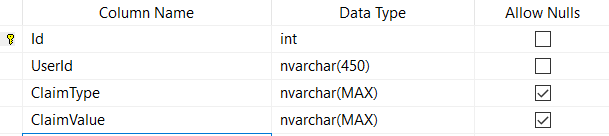 Column Name Data Type Allow Nulls
Id int
UserId nvarchar(450)
ClaimType nvarchar(MAX)
ClaimValue nvarchar(MAX)